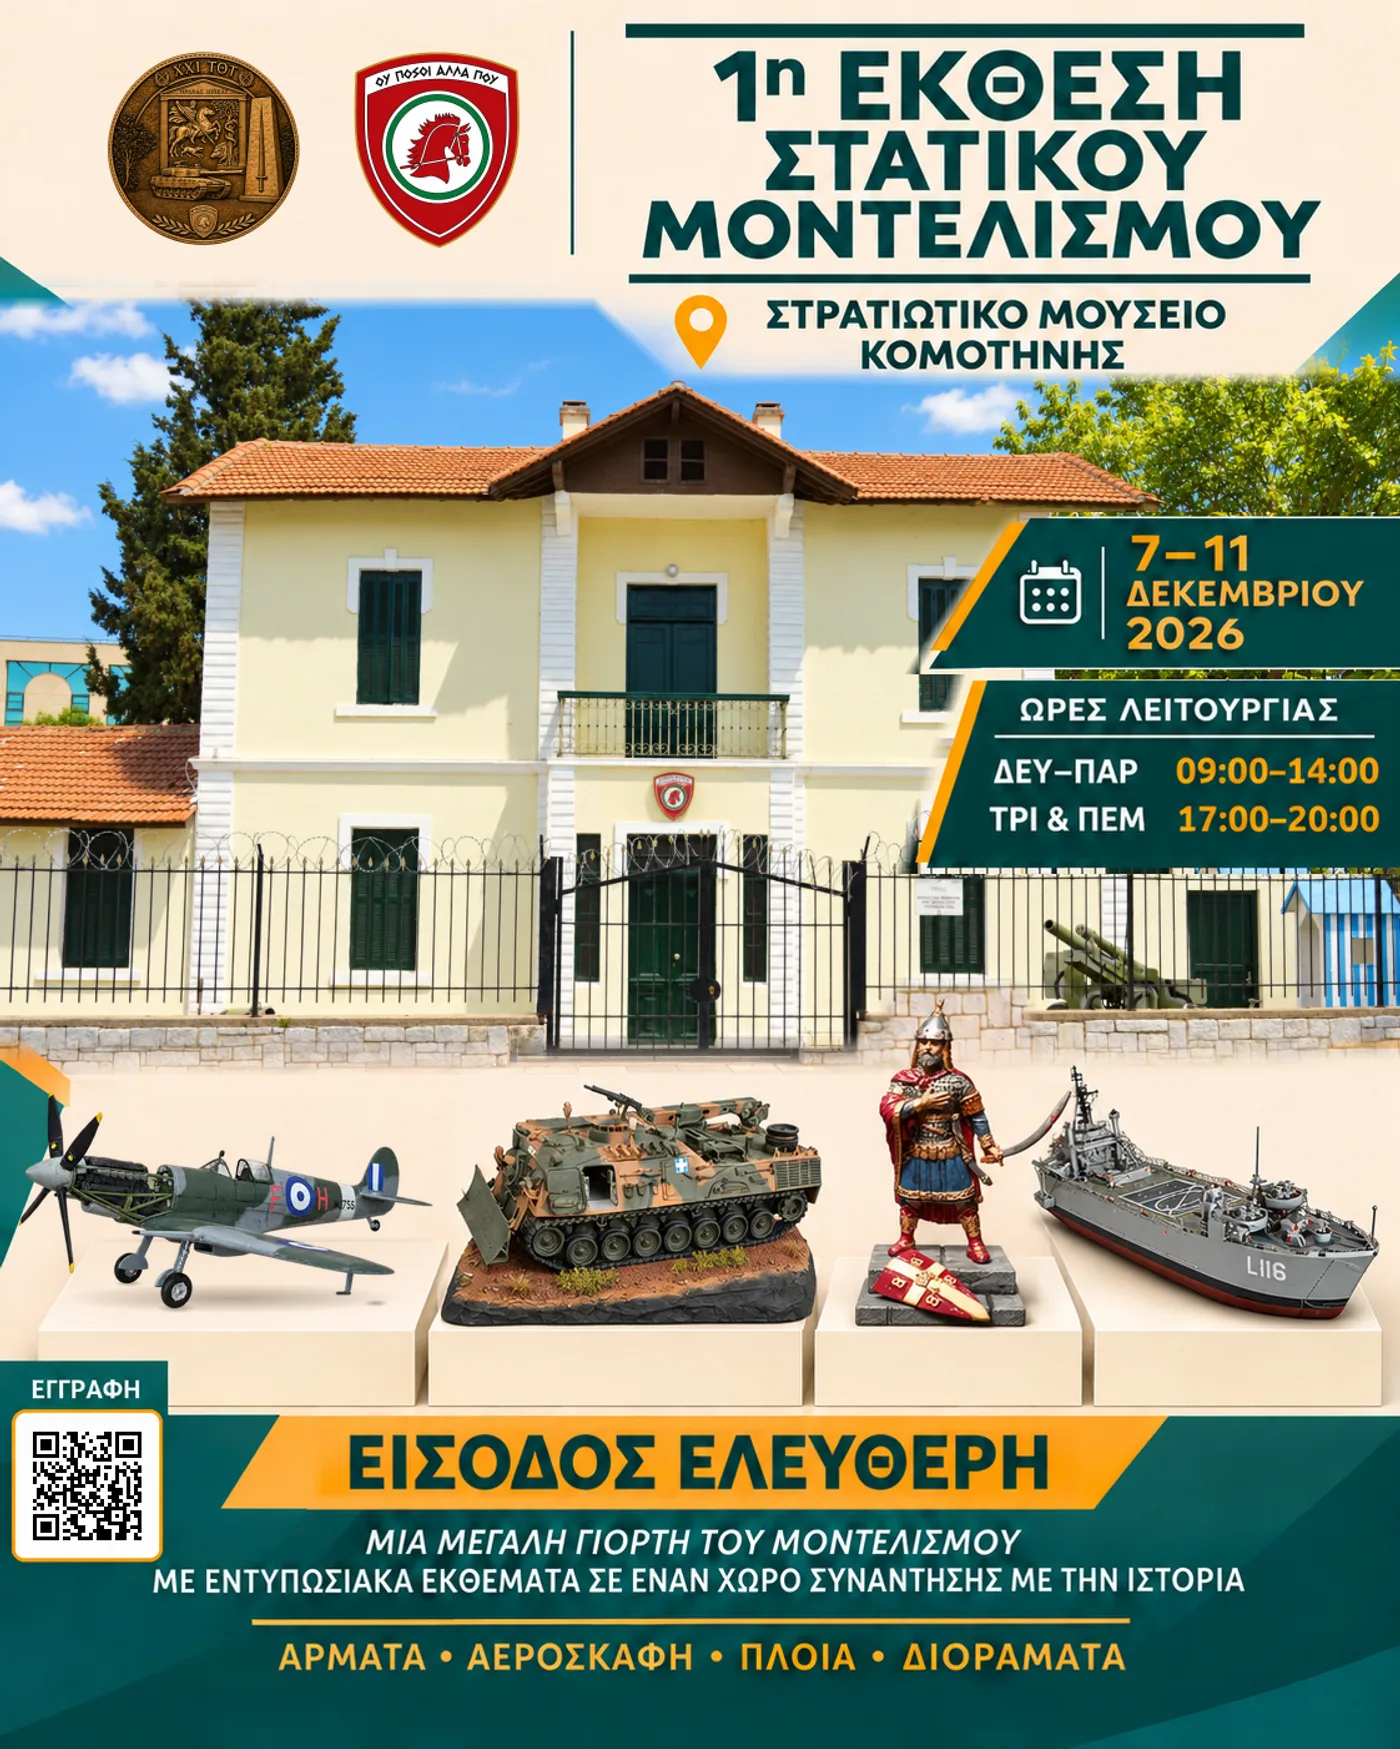 XXI ΤΘΤ
ΟΥ ΠΟΣΟΙ ΑΛΛΑ ΠΟΥ
1η ΕΚΘΕΣΗ
ΣΤΑΤΙΚΟΥ
ΜΟΝΤΕΛΙΣΜΟΥ
ΣΤΡΑΤΙΩΤΙΚΟ ΜΟΥΣΕΙΟ
ΚΟΜΟΤΗΝΗΣ
7–11
ΔΕΚΕΜΒΡΙΟΥ
2026
ΩΡΕΣ ΛΕΙΤΟΥΡΓΙΑΣ
ΔΕΥ–ΠΑΡ 09:00–14:00
ΤΡΙ & ΠΕΜ 17:00–20:00
F H
L116
ΕΓΓΡΑΦΗ
ΕΙΣΟΔΟΣ ΕΛΕΥΘΕΡΗ
ΜΙΑ ΜΕΓΑΛΗ ΓΙΟΡΤΗ ΤΟΥ ΜΟΝΤΕΛΙΣΜΟΥ
ΜΕ ΕΝΤΥΠΩΣΙΑΚΑ ΕΚΘΕΜΑΤΑ ΣΕ ΕΝΑΝ ΧΩΡΟ ΣΥΝΑΝΤΗΣΗΣ ΜΕ ΤΗΝ ΙΣΤΟΡΙΑ
ΑΡΜΑΤΑ • ΑΕΡΟΣΚΑΦΗ • ΠΛΟΙΑ • ΔΙΟΡΑΜΑΤΑ